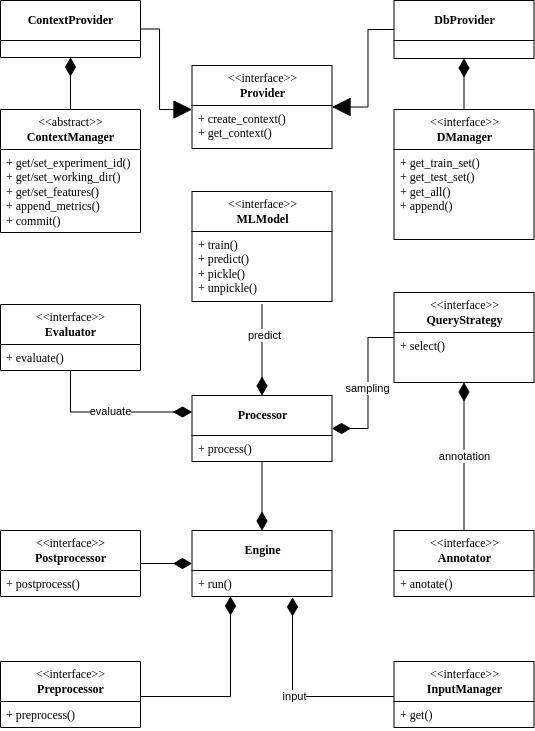 ContextProvider
DbProvider
<<interface>>
Provider
+ create_context()
+ get_context()
<<abstract>>
ContextManager
+ get/set_experiment_id()
+ get/set_working_dir()
+ get/set_features()
+ append_metrics()
+ commit()
<<interface>>
DManager
+ get_train_set()
+ get_test_set()
+ get_all()
+ append()
<<interface>>
MLModel
+ train()
+ predict()
+ pickle()
+ unpickle()
<<interface>>
Evaluator
+ evaluate()
<<interface>>
QueryStrategy
+ select()
predict
sampling
evaluate
Processor
+ process()
annotation
<<interface>>
Postprocessor
+ postprocess()
Engine
+ run()
<<interface>>
Annotator
+ anotate()
<<interface>>
Preprocessor
+ preprocess()
input
<<interface>>
InputManager
+ get()